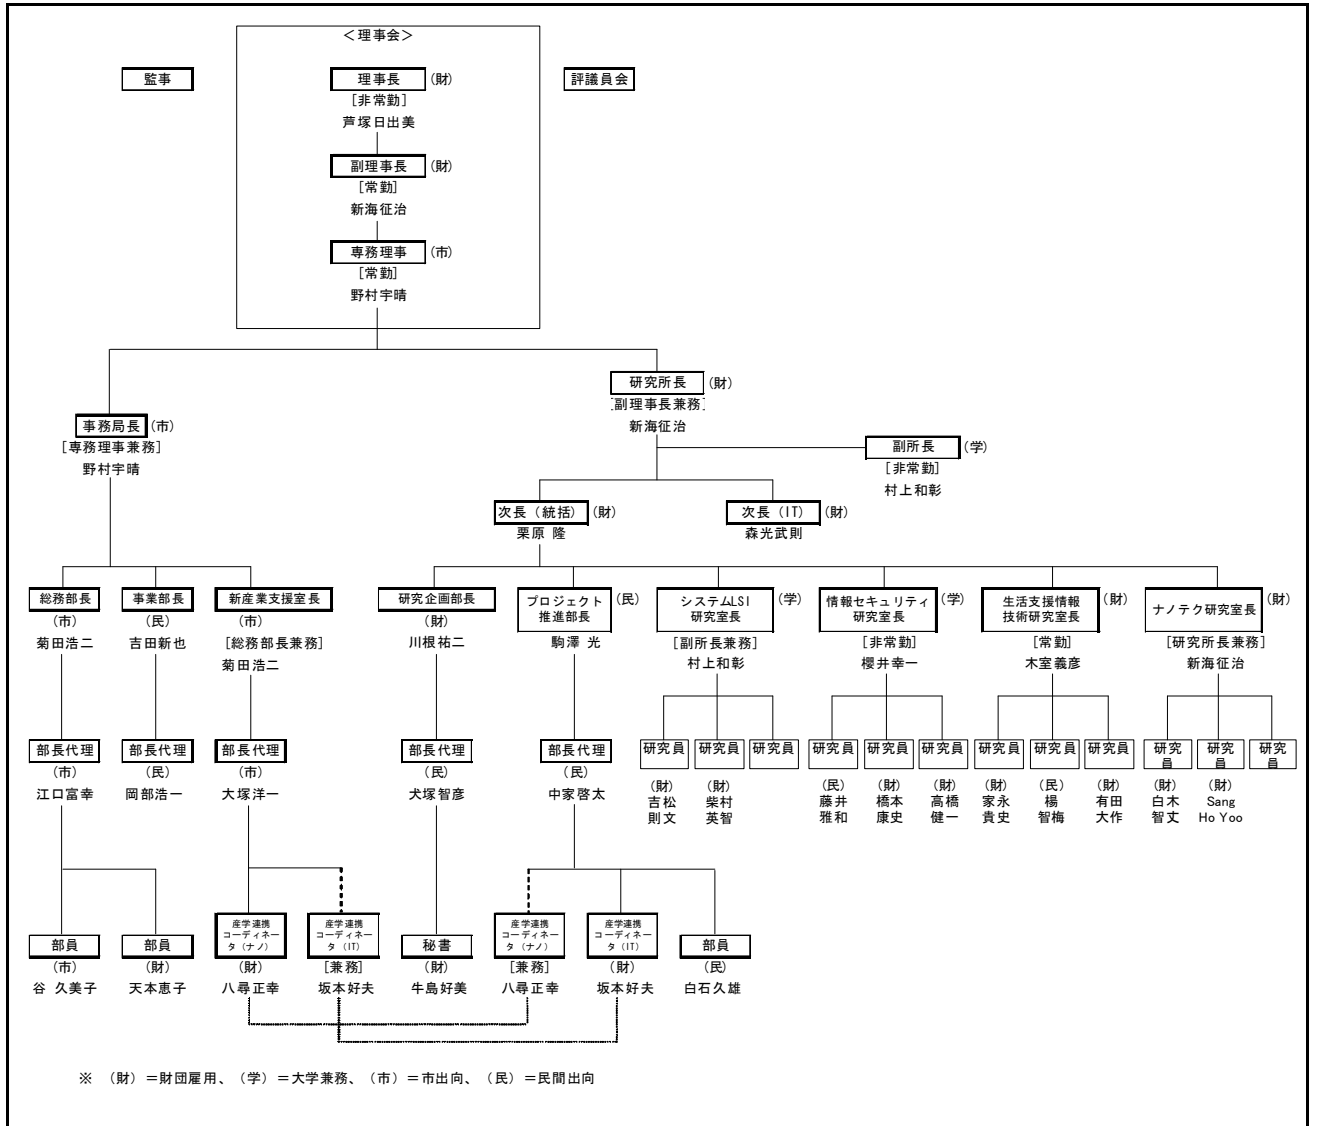 ＜理事会＞
監事
理事長 (財)
評議員会
[非常勤]
芦塚日出美
副理事長 (財)
[常勤]
新海征治
専務理事 (市)
[常勤]
野村宇晴
研究所長 (財)
[副理事長兼務]
新海征治
事務局長 (市)
[専務理事兼務]
野村宇晴
副所長 (学)
[非常勤]
村上和彰
次長（統括） (財)
栗原 隆
次長（IT） (財)
森光武則
総務部長
(市)
菊田浩二
事業部長
(民)
吉田新也
新産業支援室長
(市)
[総務部長兼務]
菊田浩二
研究企画部長
(財)
川根祐二
プロジェクト
推進部長
(民)
駒澤 光
システムLSI
研究室長
(学)
[副所長兼務]
村上和彰
情報セキュリティ
研究室長
(学)
[非常勤]
櫻井幸一
生活支援情報
技術研究室長
(財)
[常勤]
木室義彦
ナノテク研究室長
(財)
[研究所長兼務]
新海征治
部長代理
(市)
江口富幸
部長代理
(民)
岡部浩一
部長代理
(市)
大塚洋一
部長代理
(民)
犬塚智彦
部長代理
(民)
中家啓太
研究員
(財)
吉松
則文
研究員
(財)
柴村
英智
研究員
研究員
(民)
藤井
雅和
研究員
(財)
橋本
康史
研究員
(財)
高橋
健一
研究員
(財)
家永
貴史
研究員
(民)
楊
智梅
研究員
(財)
有田
大作
研究
員
(財)
白木
智丈
研究
員
(財)
Sang
Ho Yoo
研究
員
部員
(市)
谷 久美子
部員
(財)
天本恵子
産学連携
コーディネー
タ（ナノ）
(財)
八尋正幸
産学連携
コーディネー
タ（IT）
[兼務]
坂本好夫
秘書
(財)
牛島好美
産学連携
コーディネー
タ（ナノ）
[兼務]
八尋正幸
産学連携
コーディネー
タ（IT）
(財)
坂本好夫
部員
(民)
白石久雄
※ （財）＝財団雇用、（学）＝大学兼務、（市）＝市出向、（民）＝民間出向